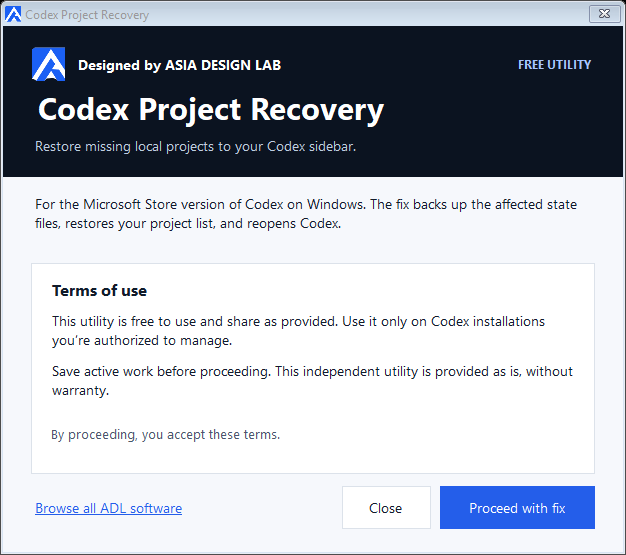 Codex Project Recovery
Designed by ASIA DESIGN LAB
FREE UTILITY
Codex Project Recovery
Restore missing local projects to your Codex sidebar.
For the Microsoft Store version of Codex on Windows. The fix backs up the affected state
files, restores your project list, and reopens Codex.
Terms of use
This utility is free to use and share as provided. Use it only on Codex installations
you’re authorized to manage.
Save active work before proceeding. This independent utility is provided as is, without
warranty.
By proceeding, you accept these terms.
Browse all ADL software
Close
Proceed with fix